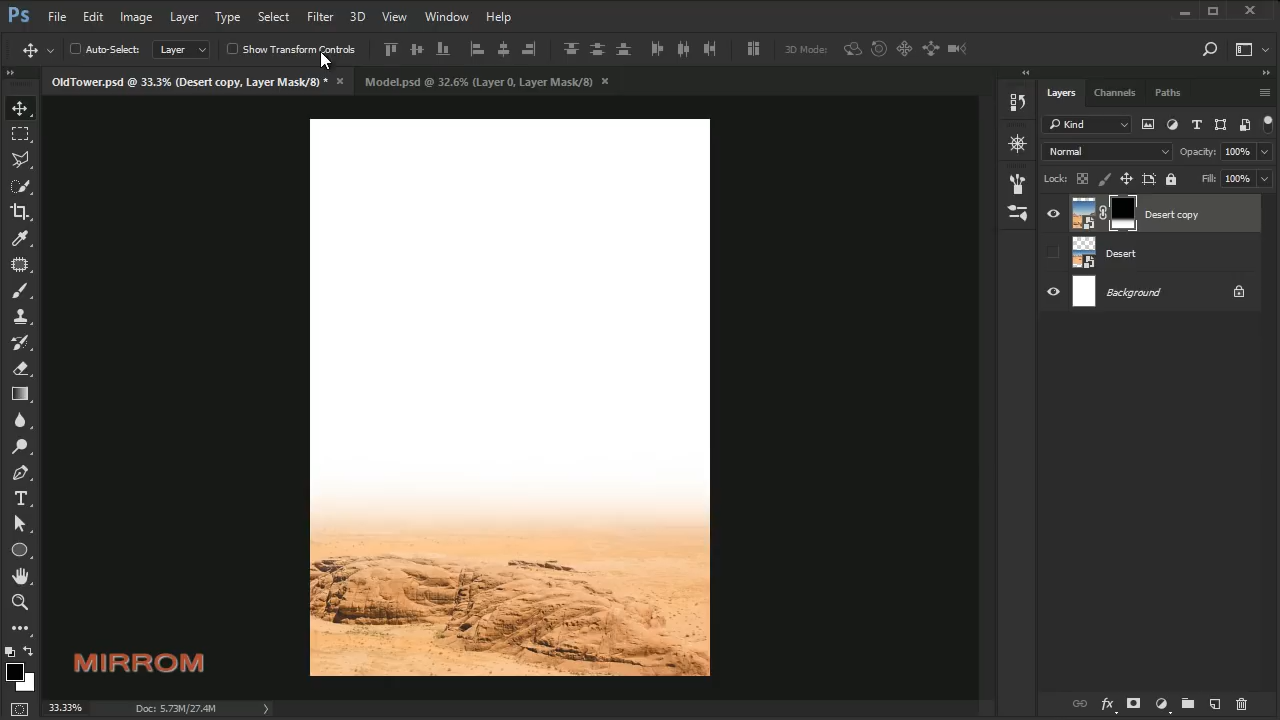 Ps File Edit Image Layer Type Select Filter 3D View Window Help
Auto-Select: Layer Show Transform Controls 3D Mode:
OldTower.psd @ 33.3% (Desert copy, Layer Mask/8) * × Model.psd @ 32.6% (Layer 0, Layer Mask/8) ×
Layers Channels Paths
Kind
Normal Opacity: 100%
Lock: Fill: 100%
Desert copy
Desert
Background
MIRROM
33.33% Doc: 5.73M/27.4M
fx